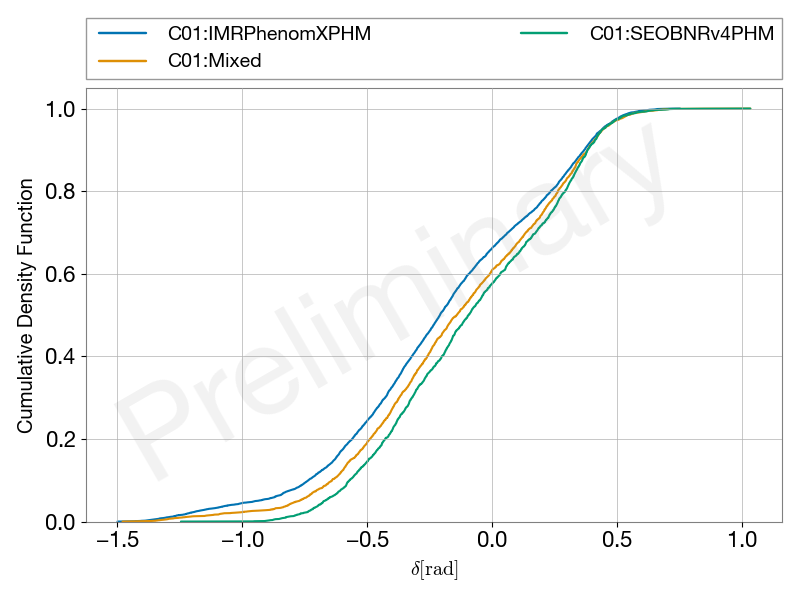 C01:IMRPhenomXPHM C01:SEOBNRv4PHM
C01:Mixed
Preliminary
Cumulative Density Function
1.0
0.8
0.6
0.4
0.2
0.0
−1.5 −1.0 −0.5 0.0 0.5 1.0
δ[rad]